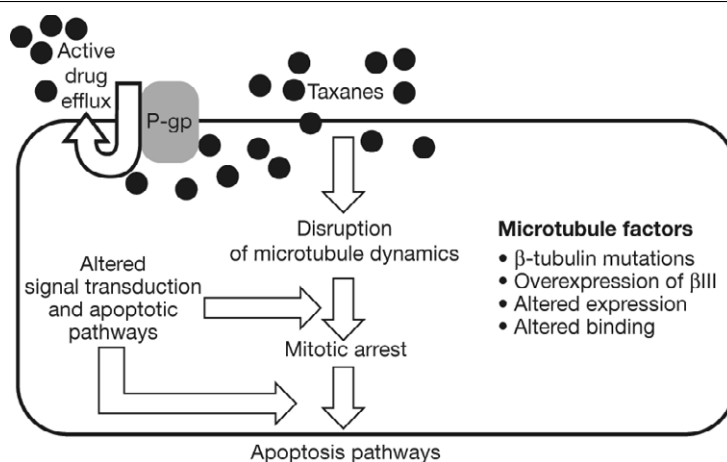 Active
drug
efflux
P-gp
Taxanes
Disruption
of microtubule dynamics
Altered
signal transduction
and apoptotic
pathways
Mitotic arrest
Apoptosis pathways
Microtubule factors
• β-tubulin mutations
• Overexpression of βIII
• Altered expression
• Altered binding